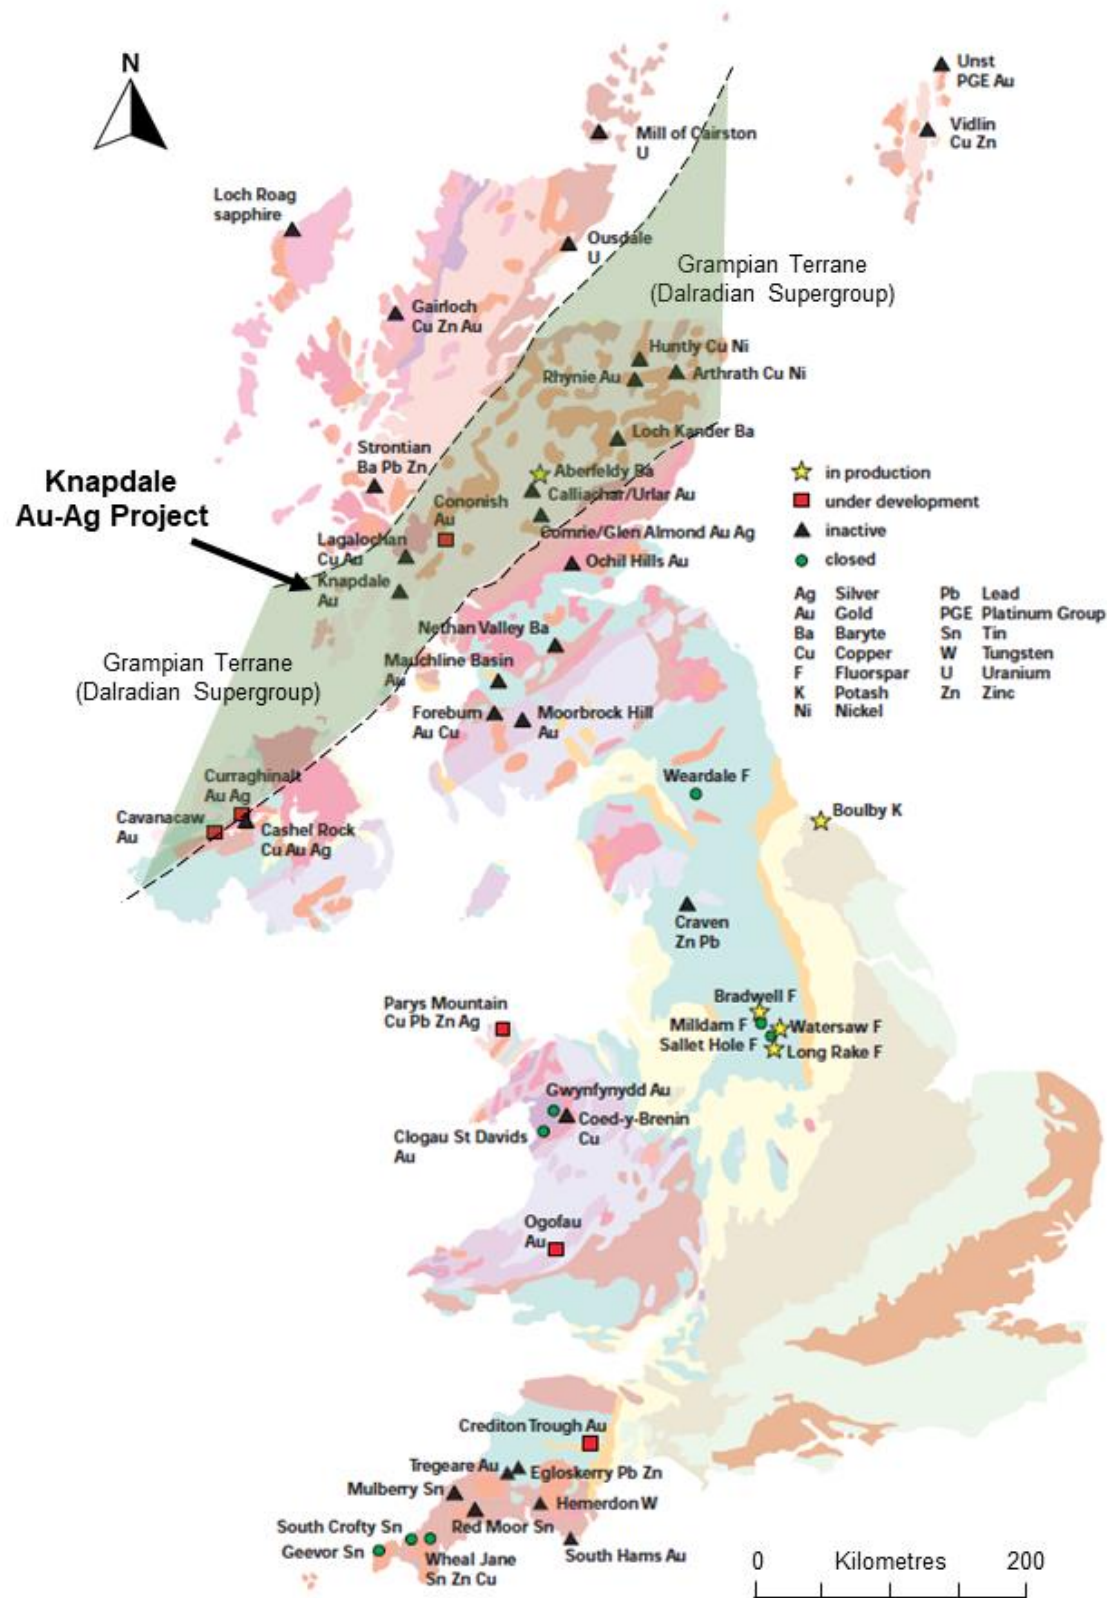 N
Unst
PGE Au
Vidlin
Cu Zn
Mill of Cairston
U
Loch Roag
sapphire
Ousdale
U
Grampian Terrane
(Dalradian Supergroup)
Gairloch
Cu Zn Au
Huntly Cu Ni
Rhynie Au
Arthrath Cu Ni
Loch Kander Ba
Strontian
Ba Pb Zn
Aberfeldy Ba
Calliachar/Urlar Au
Cononish
Au
Comrie/Glen Almond Au Ag
Knapdale
Au-Ag Project
Lagalochan
Cu Au
Ochil Hills Au
Knapdale
Au
in production
under development
inactive
closed
Ag Silver
Au Gold
Ba Baryte
Cu Copper
F Fluorspar
K Potash
Ni Nickel
Pb Lead
PGE Platinum Group
Sn Tin
W Tungsten
U Uranium
Zn Zinc
Nethan Valley Ba
Grampian Terrane
(Dalradian Supergroup)
Mauchline Basin
Au
Foreburn
Au Cu
Moorbrock Hill
Au
Curraghinalt
Au Ag
Weardale F
Boulby K
Cavanacaw
Au
Cashel Rock
Cu Au Ag
Craven
Zn Pb
Parys Mountain
Cu Pb Zn Ag
Bradwell F
Milldam F
Watersaw F
Sallet Hole F
Long Rake F
Gwynfynydd Au
Coed-y-Brenin
Cu
Clogau St Davids
Au
Ogofau
Au
Crediton Trough Au
Tregeare Au
Egloskerry Pb Zn
Mulberry Sn
Hemerdon W
South Crofty Sn
Red Moor Sn
Geevor Sn
Wheal Jane
Sn Zn Cu
South Hams Au
0 Kilometres 200